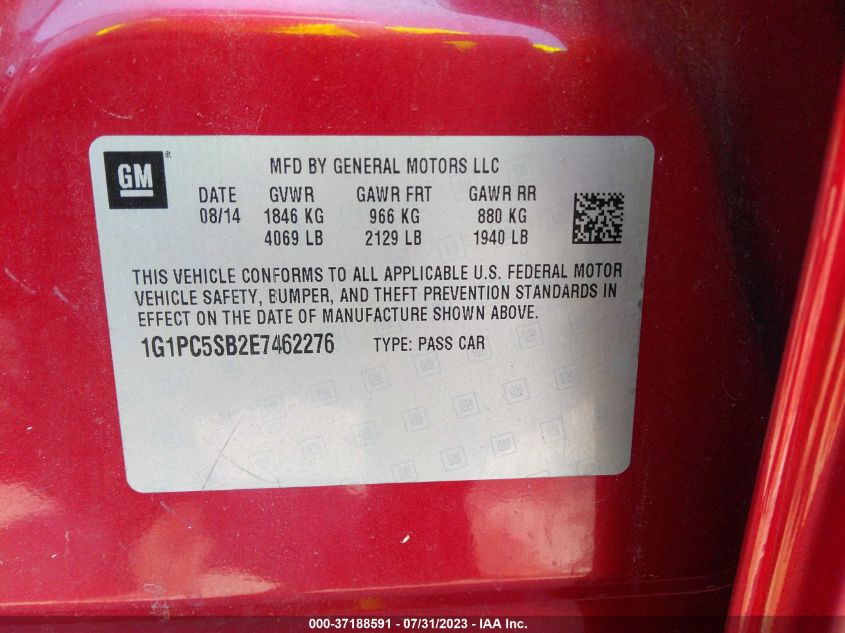 GM ® MFD BY GENERAL MOTORS LLC
DATE GVWR GAWR FRT GAWR RR
08/14 1846 KG 966 KG 880 KG
4069 LB 2129 LB 1940 LB
THIS VEHICLE CONFORMS TO ALL APPLICABLE U.S. FEDERAL MOTOR
VEHICLE SAFETY, BUMPER, AND THEFT PREVENTION STANDARDS IN
EFFECT ON THE DATE OF MANUFACTURE SHOWN ABOVE.
1G1PC5SB2E7462276 TYPE: PASS CAR
000-37188591 / 07/31/2023 - IAA Inc.